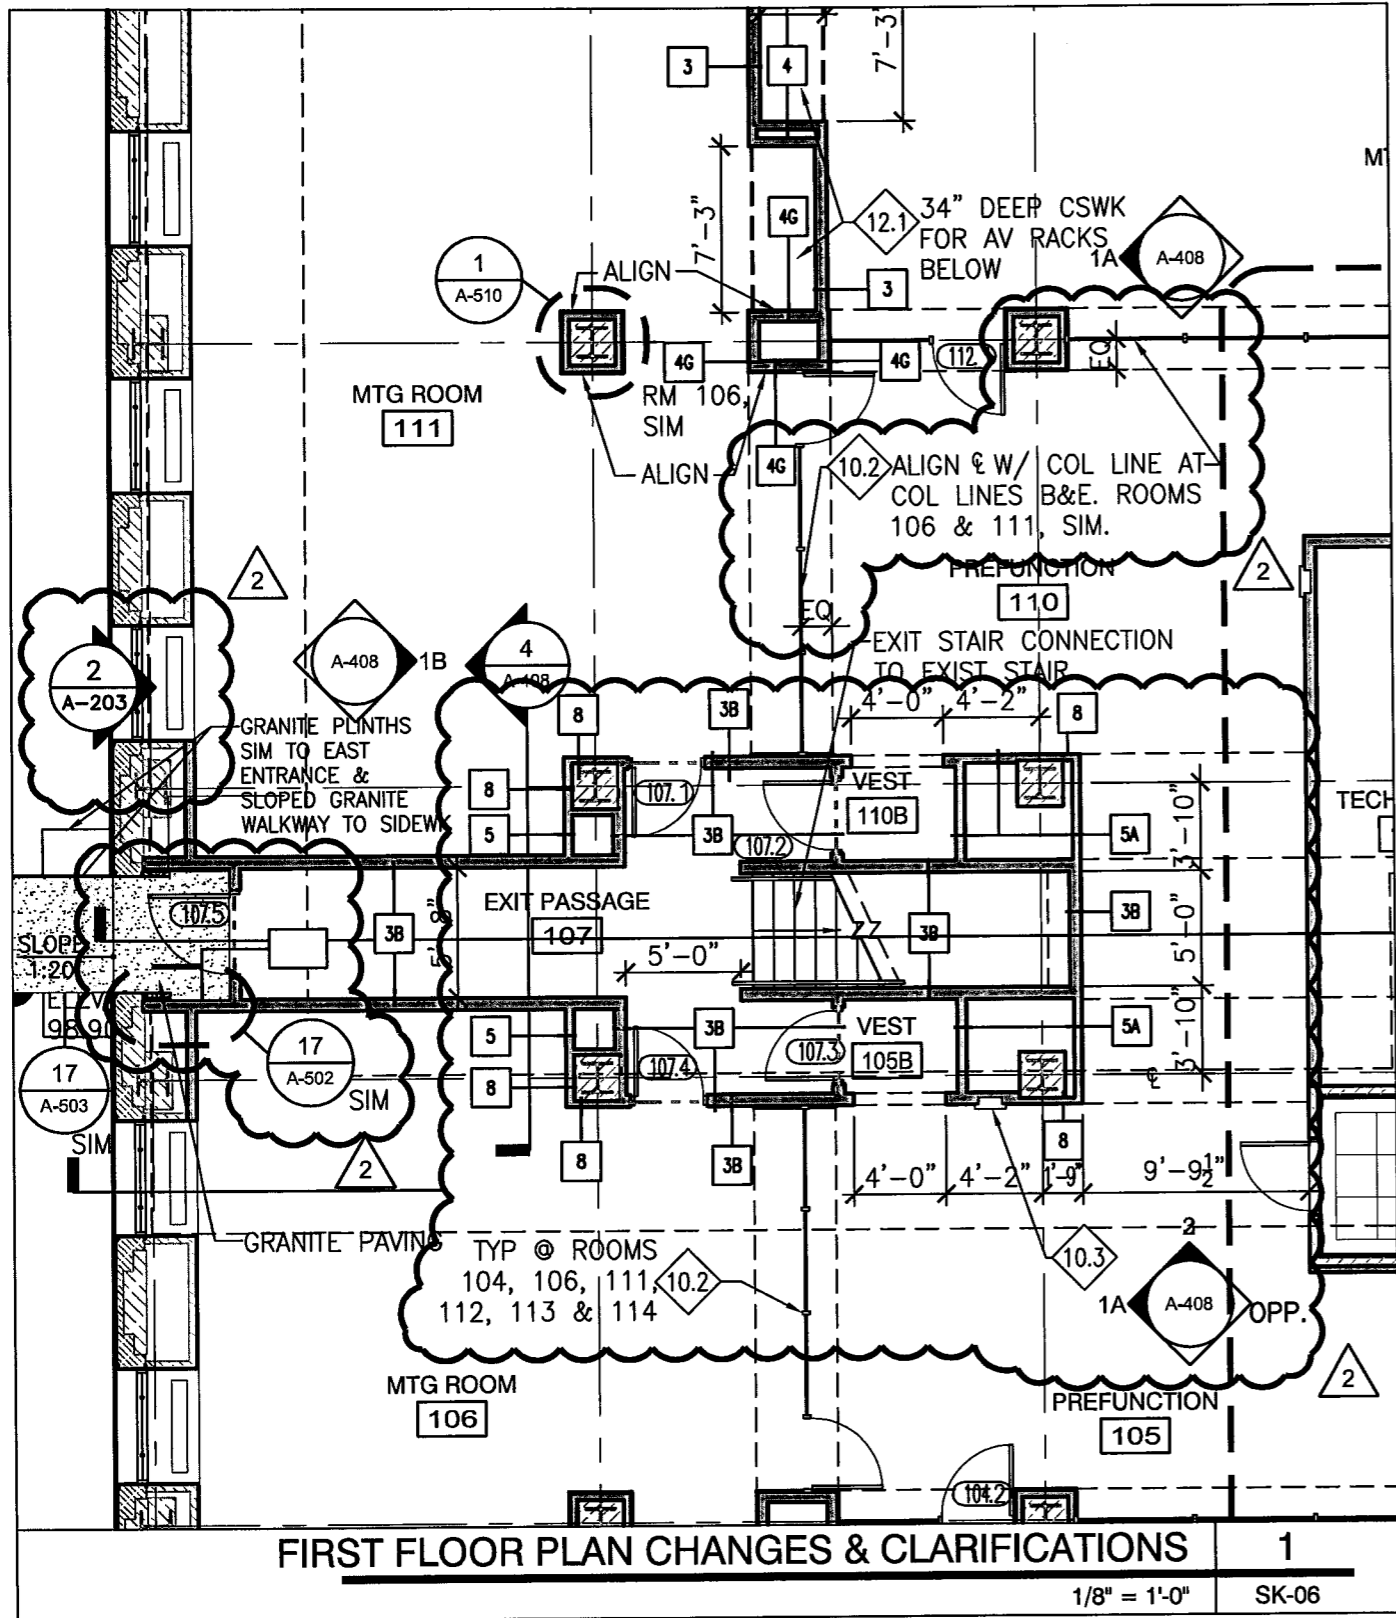 3
4
7'-3"
MT
7'-3"
4G
12.1
34" DEEP CSWK
FOR AV RACKS
BELOW
1A
A-408
1
A-510
ALIGN
3
4G
4G
112
EQ
MTG ROOM
111
RM 106,
SIM
ALIGN
4G
10.2
ALIGN ℄ W/ COL LINE AT
COL LINES B&E. ROOMS
106 & 111, SIM.
2
2
PREFUNCTION
110
EQ
EXIT STAIR CONNECTION
TO EXIST STAIR
A-408
1B
4
A-408
2
A-203
8
3B
4'-0"
4'-2"
8
GRANITE PLINTHS
SIM TO EAST
ENTRANCE &
SLOPED GRANITE
WALKWAY TO SIDEWK
8
107.1
VEST
110B
3'-10"
TECH
5
3B
107.2
5A
107.5
3B
5'-8"
EXIT PASSAGE
107
3B
3B
5'-0"
SLOPE
1:20
5'-0"
ELEV
98.90
5
3B
VEST
105B
5A
3'-10"
17
A-502
SIM
107.4
107.3
℄
8
17
A-503
SIM
2
8
3B
8
4'-0"
4'-2"
1'-9"
9'-9½"
GRANITE PAVING
TYP @ ROOMS
104, 106, 111,
112, 113 & 114
10.2
10.3
2
1A
A-408
OPP.
2
MTG ROOM
106
PREFUNCTION
105
104.2
FIRST FLOOR PLAN CHANGES & CLARIFICATIONS
1
1/8" = 1'-0"
SK-06